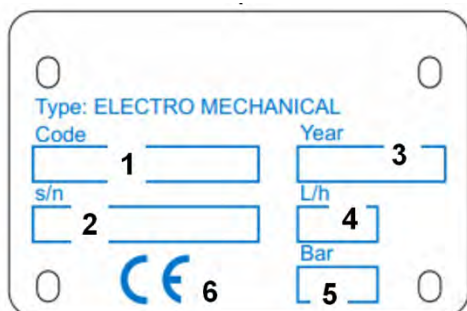 Type: ELECTRO MECHANICAL
Code Year
1 3
s/n L/h
2 4
Bar
CE 6 5